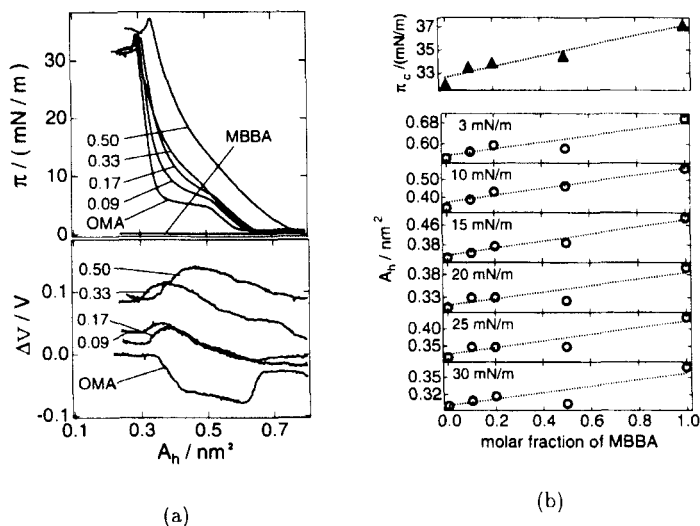 π / ( mN / m )
30
20
10
0
0.50
0.33
0.17
0.09
OMA
MBBA
ΔV / V
0.1
0.0
-0.1
0.50
0.33
0.17
0.09
OMA
0.1 0.3 0.5 0.7
A_h / nm²
(a)
π_c /(mN/m)
37
35
33
A_h / nm²
0.68
0.60
3 mN/m
0.50
0.40
10 mN/m
0.46
0.38
15 mN/m
0.38
0.33
20 mN/m
0.40
0.35
25 mN/m
0.35
0.32
30 mN/m
0.0 0.2 0.4 0.6 0.8 1.0
molar fraction of MBBA
(b)